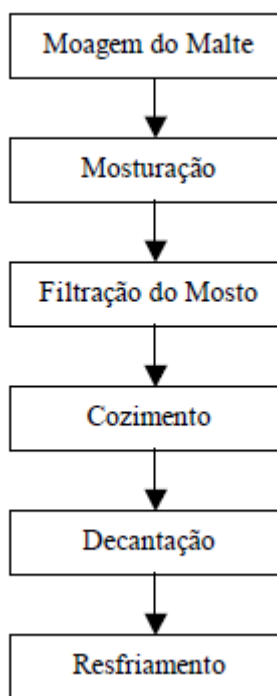 Moagem do Malte
Mosturação
Filtração do Mosto
Cozimento
Decantação
Resfriamento